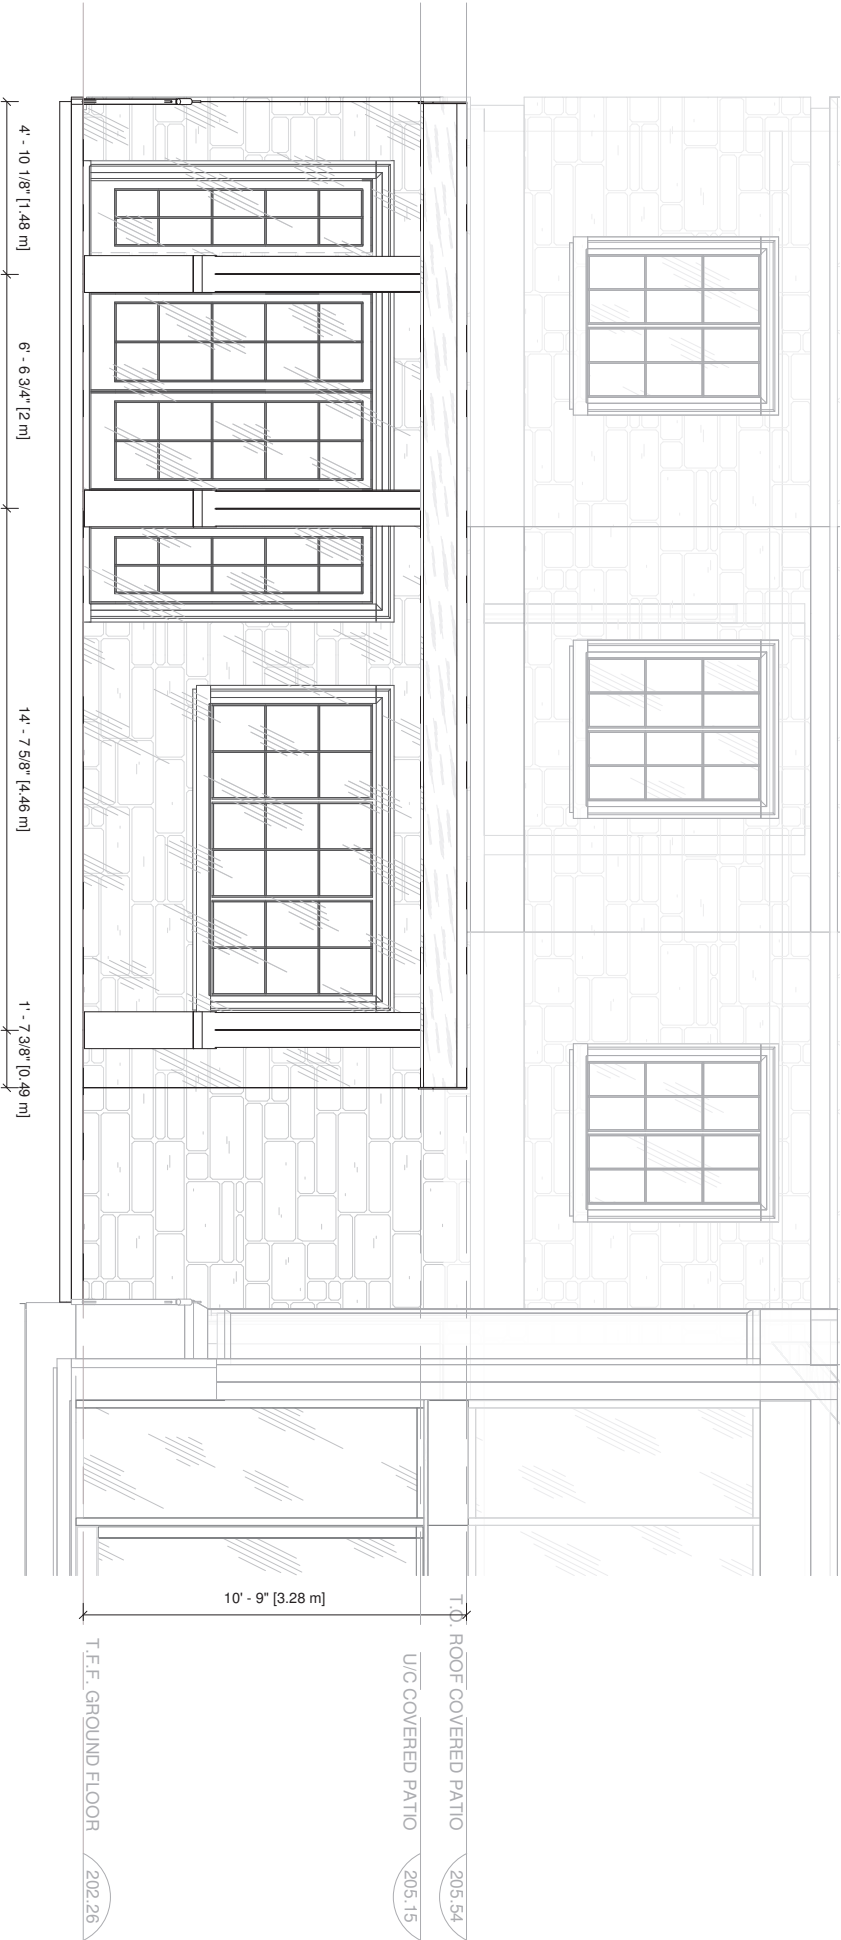 4' - 10 1/8" [1.48 m]
6' - 6 3/4" [2 m]
14' - 7 5/8" [4.46 m]
1' - 7 3/8" [0.49 m]
10' - 9" [3.28 m]
T.O. ROOF COVERED PATIO
205.54
U/C COVERED PATIO
205.15
T.F.F. GROUND FLOOR
202.26